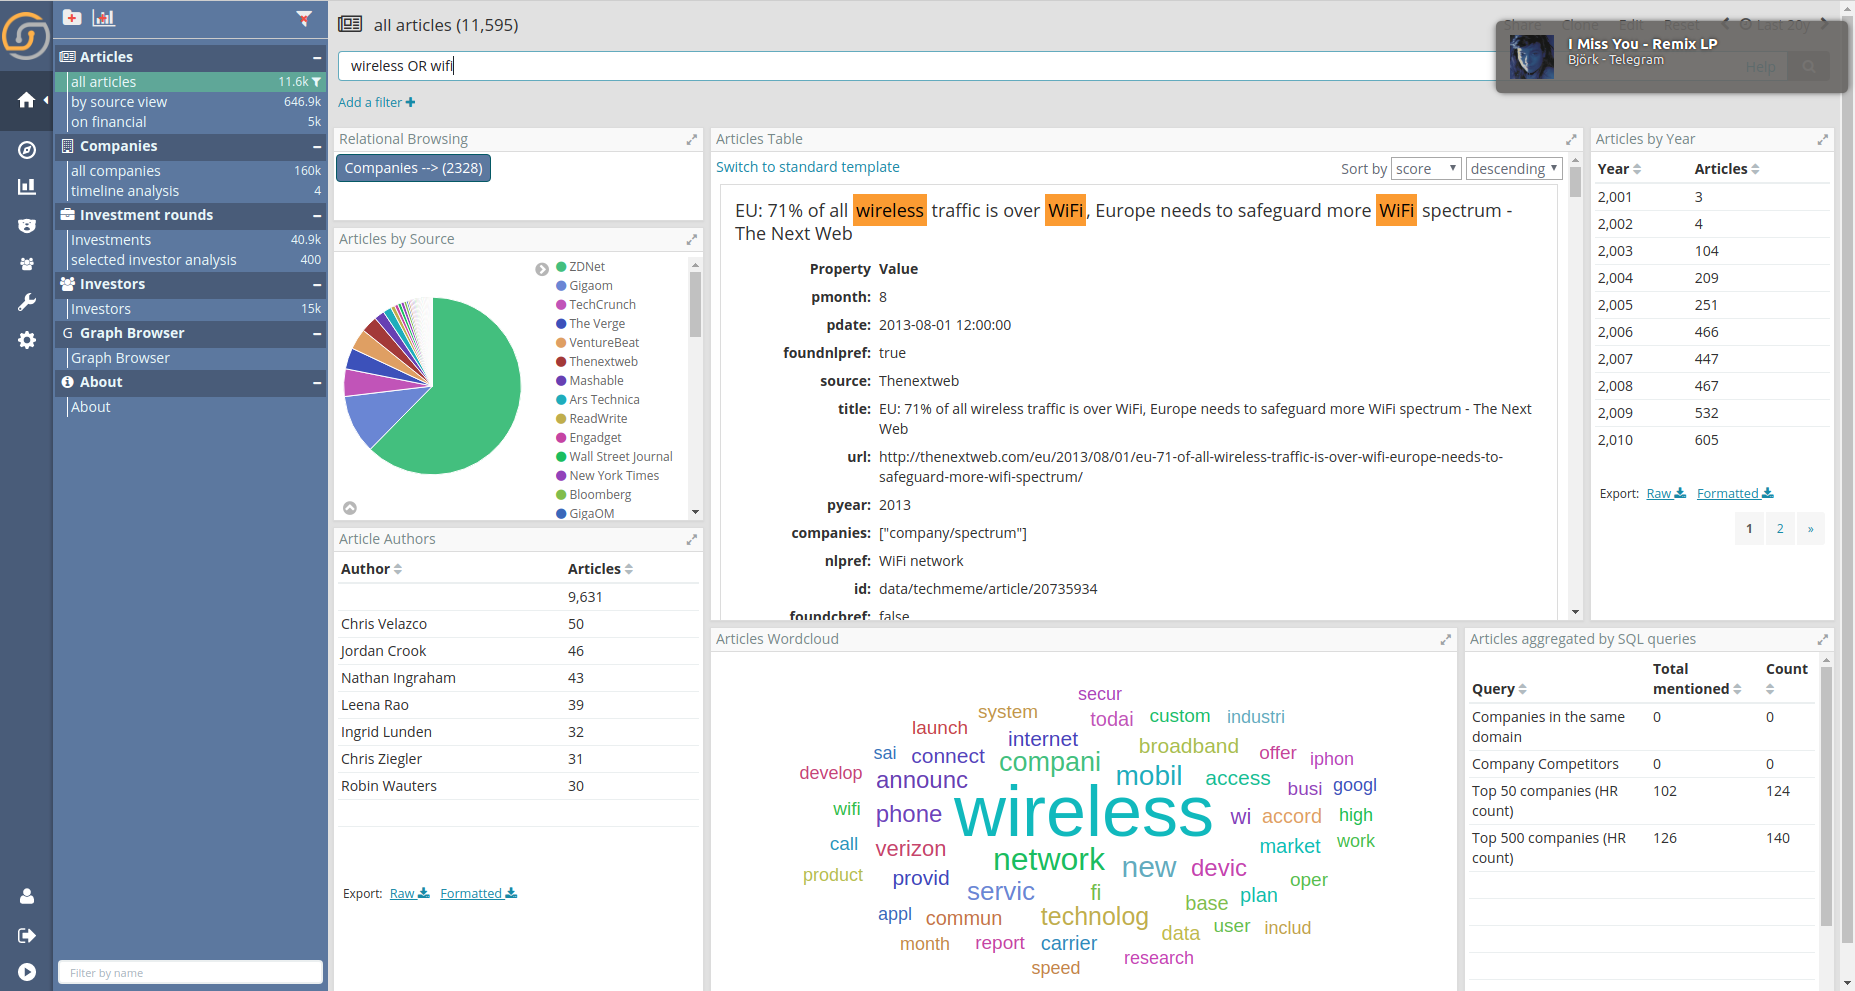 all articles (11,595)
Share Clone Edit Reset Last 20y
I Miss You - Remix LP
Björk - Telegram
wireless OR wifi
Help
Add a filter
Articles
all articles 11.6k
by source view 646.9k
on financial 5k
Companies
all companies 160k
timeline analysis 4
Investment rounds
Investments 40.9k
selected investor analysis 400
Investors
Investors 15k
G Graph Browser
Graph Browser
About
About
Filter by name
Relational Browsing
Companies --> (2328)
Articles by Source
ZDNet
Gigaom
TechCrunch
The Verge
VentureBeat
Thenextweb
Mashable
Ars Technica
ReadWrite
Engadget
Wall Street Journal
New York Times
Bloomberg
GigaOM
Article Authors
Author Articles
9,631
Chris Velazco 50
Jordan Crook 46
Nathan Ingraham 43
Leena Rao 39
Ingrid Lunden 32
Chris Ziegler 31
Robin Wauters 30
Export: Raw Formatted
Articles Table
Switch to standard template
Sort by score descending
EU: 71% of all wireless traffic is over WiFi, Europe needs to safeguard more WiFi spectrum -
The Next Web
Property Value
pmonth: 8
pdate: 2013-08-01 12:00:00
foundnlpref: true
source: Thenextweb
title: EU: 71% of all wireless traffic is over WiFi, Europe needs to safeguard more WiFi spectrum - The Next
Web
url: http://thenextweb.com/eu/2013/08/01/eu-71-of-all-wireless-traffic-is-over-wifi-europe-needs-to-
safeguard-more-wifi-spectrum/
pyear: 2013
companies: ["company/spectrum"]
nlpref: WiFi network
id: data/techmeme/article/20735934
foundcbref: false
Articles by Year
Year Articles
2,001 3
2,002 4
2,003 104
2,004 209
2,005 251
2,006 466
2,007 447
2,008 467
2,009 532
2,010 605
Export: Raw Formatted
1 2 »
Articles Wordcloud
secur
system todai custom industri
launch internet broadband offer iphon
sai connect compani mobil access
develop announc busi googl
wifi phone wireless wi accord high
call verizon network new devic market work
product provid servic fi base plan oper
appl commun technolog data user includ
month report carrier research
speed
Articles aggregated by SQL queries
Query Total mentioned Count
Companies in the same
domain 0 0
Company Competitors 0 0
Top 50 companies (HR
count) 102 124
Top 500 companies (HR
count) 126 140